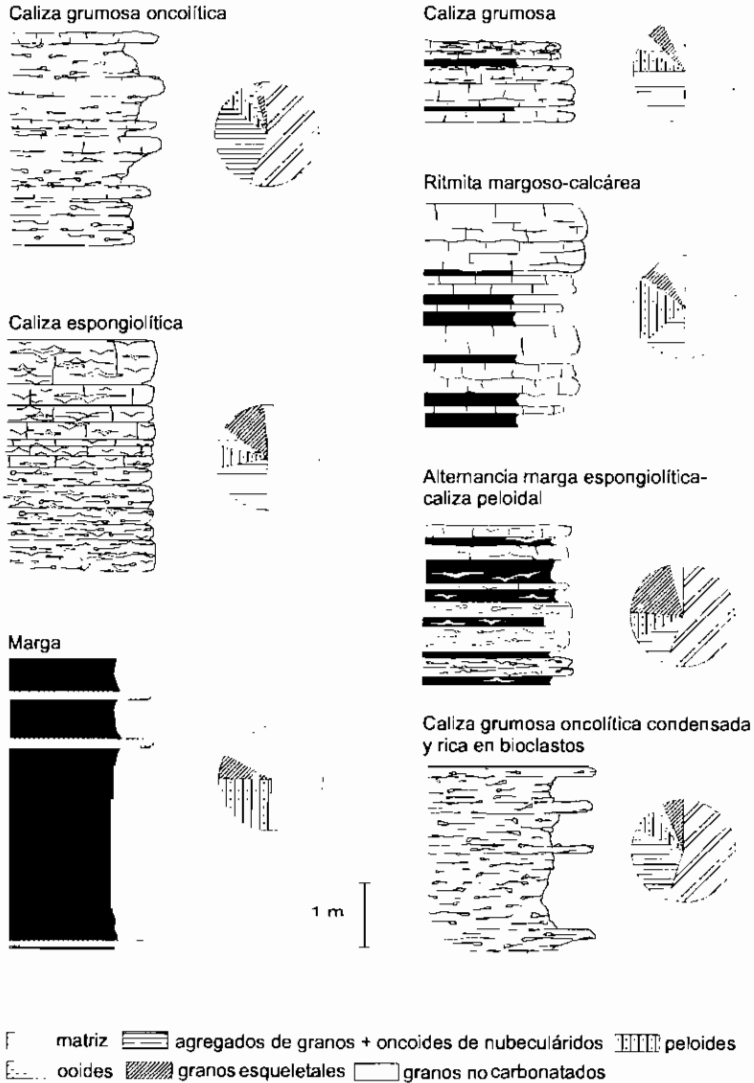 Caliza grumosa oncolítica
Caliza espongiolítica
Marga
1 m
Caliza grumosa
Ritmita margoso-calcárea
Alternancia marga espongiolítica-
caliza peloidal
Caliza grumosa oncolítica condensada
y rica en bioclastos
matriz agregados de granos + oncoides de nubeculáridos peloides
ooides granos esqueletales granos no carbonatados